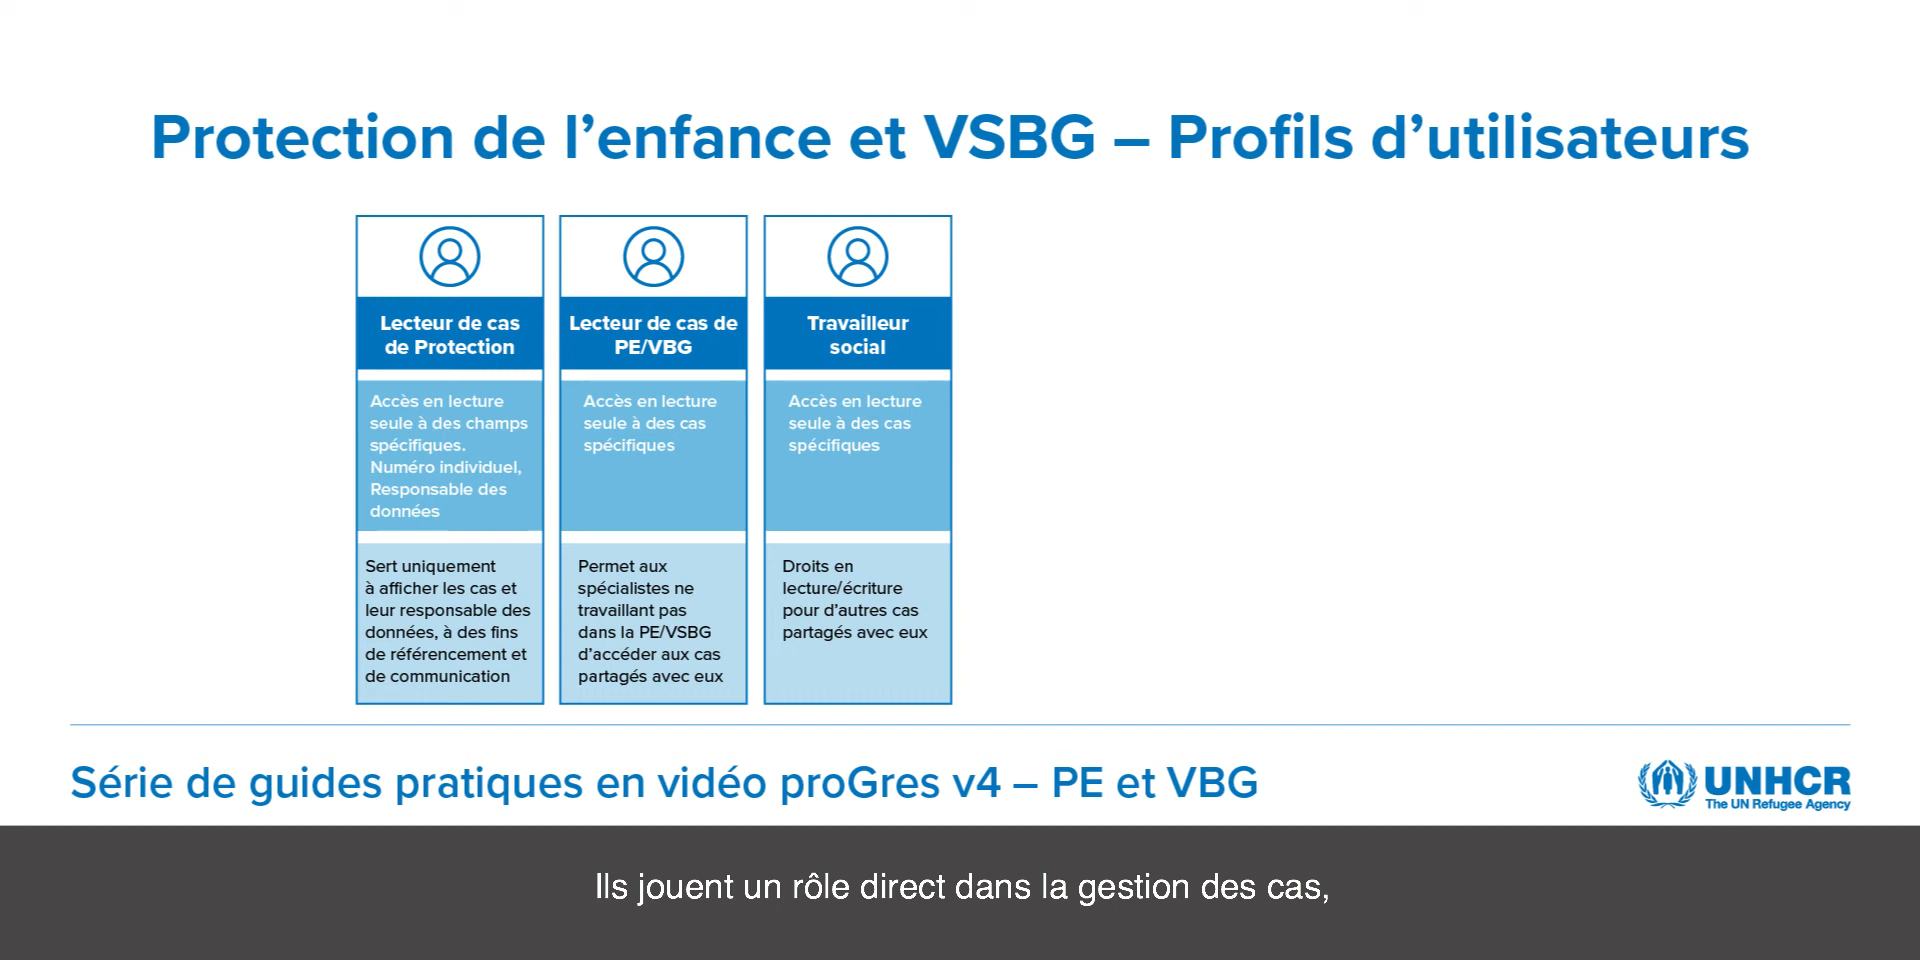 Protection de l’enfance et VSBG – Profils d’utilisateurs
Lecteur de cas
de Protection
Accès en lecture
seule à des champs
spécifiques.
Numéro individuel,
Responsable des
données
Sert uniquement
à afficher les cas et
leur responsable des
données, à des fins
de référencement et
de communication
Lecteur de cas de
PE/VBG
Accès en lecture
seule à des cas
spécifiques
Permet aux
spécialistes ne
travaillant pas
dans la PE/VSBG
d’accéder aux cas
partagés avec eux
Travailleur
social
Accès en lecture
seule à des cas
spécifiques
Droits en
lecture/écriture
pour d’autres cas
partagés avec eux
Série de guides pratiques en vidéo proGres v4 – PE et VBG
UNHCR
The UN Refugee Agency
Ils jouent un rôle direct dans la gestion des cas,